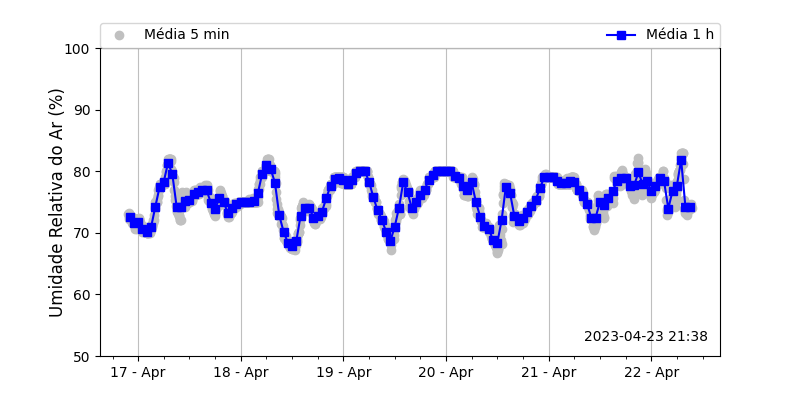 Média 5 min
Média 1 h
100
90
80
70
60
50
Umidade Relativa do Ar (%)
2023-04-23 21:38
17 - Apr
18 - Apr
19 - Apr
20 - Apr
21 - Apr
22 - Apr